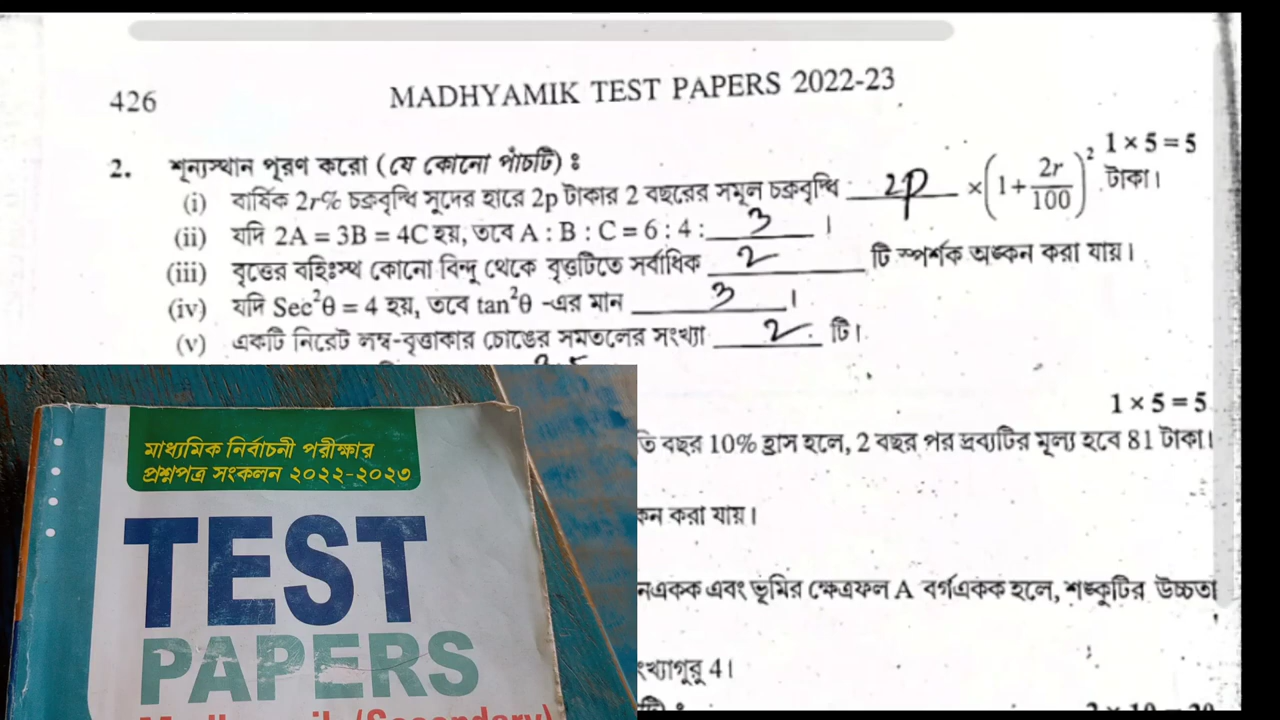 426 MADHYAMIK TEST PAPERS 2022-23
2. শূন্যস্থান পূরণ করো (যে কোনো পাঁচটি) : 1 × 5 = 5
(i) বার্ষিক 2r% চক্রবৃদ্ধি সুদের হারে 2p টাকার 2 বছরের সমূল চক্রবৃদ্ধি 2p × (1 + 2r/100)² টাকা।
(ii) যদি 2A = 3B = 4C হয়, তবে A : B : C = 6 : 4 : 3 ।
(iii) বৃত্তের বহিঃস্থ কোনো বিন্দু থেকে বৃত্তটিতে সর্বাধিক 2 টি স্পর্শক অঙ্কন করা যায়।
(iv) যদি Sec²θ = 4 হয়, তবে tan²θ -এর মান 3 ।
(v) একটি নিরেট লম্ব-বৃত্তাকার চোঙের সমতলের সংখ্যা 2 টি।
1 × 5 = 5
তি বছর 10% হ্রাস হলে, 2 বছর পর দ্রব্যটির মূল্য হবে 81 টাকা।
কন করা যায়।
নএকক এবং ভূমির ক্ষেত্রফল A বর্গএকক হলে, শঙ্কুটির উচ্চতা
ংখ্যাগুরু 4।
মাধ্যমিক নির্বাচনী পরীক্ষার
প্রশ্নপত্র সংকলন ২০২২-২০২৩
TEST
PAPERS
Madhyamik (Secondary)